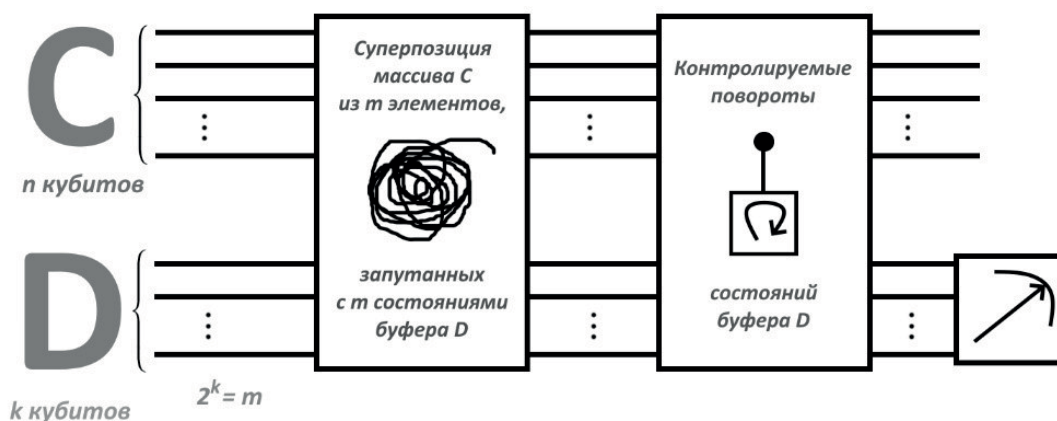 C
n кубитов
D
k кубитов
2^k = m
Суперпозиция
массива C
из m элементов,
запутанных
с m состояниями
буфера D
Контролируемые
повороты
состояний
буфера D